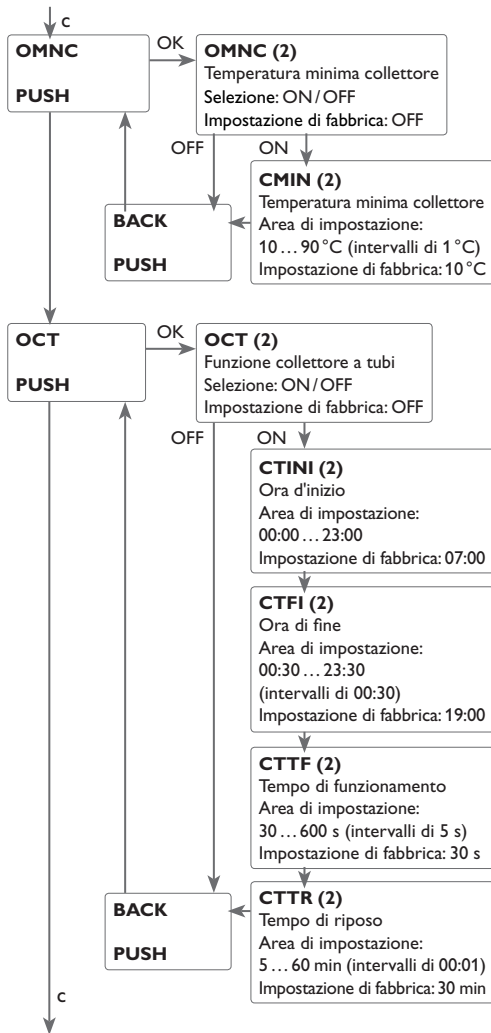 c
OMNC
PUSH
OK
OMNC (2)
Temperatura minima collettore
Selezione: ON / OFF
Impostazione di fabbrica: OFF
OFF
ON
CMIN (2)
Temperatura minima collettore
Area di impostazione:
10 … 90 °C (intervalli di 1 °C)
Impostazione di fabbrica: 10 °C
BACK
PUSH
OCT
PUSH
OK
OCT (2)
Funzione collettore a tubi
Selezione: ON / OFF
Impostazione di fabbrica: OFF
OFF
ON
CTINI (2)
Ora d'inizio
Area di impostazione:
00:00 … 23:00
Impostazione di fabbrica: 07:00
CTFI (2)
Ora di fine
Area di impostazione:
00:30 … 23:30
(intervalli di 00:30)
Impostazione di fabbrica: 19:00
CTTF (2)
Tempo di funzionamento
Area di impostazione:
30 … 600 s (intervalli di 5 s)
Impostazione di fabbrica: 30 s
CTTR (2)
Tempo di riposo
Area di impostazione:
5 … 60 min (intervalli di 00:01)
Impostazione di fabbrica: 30 min
BACK
PUSH
c